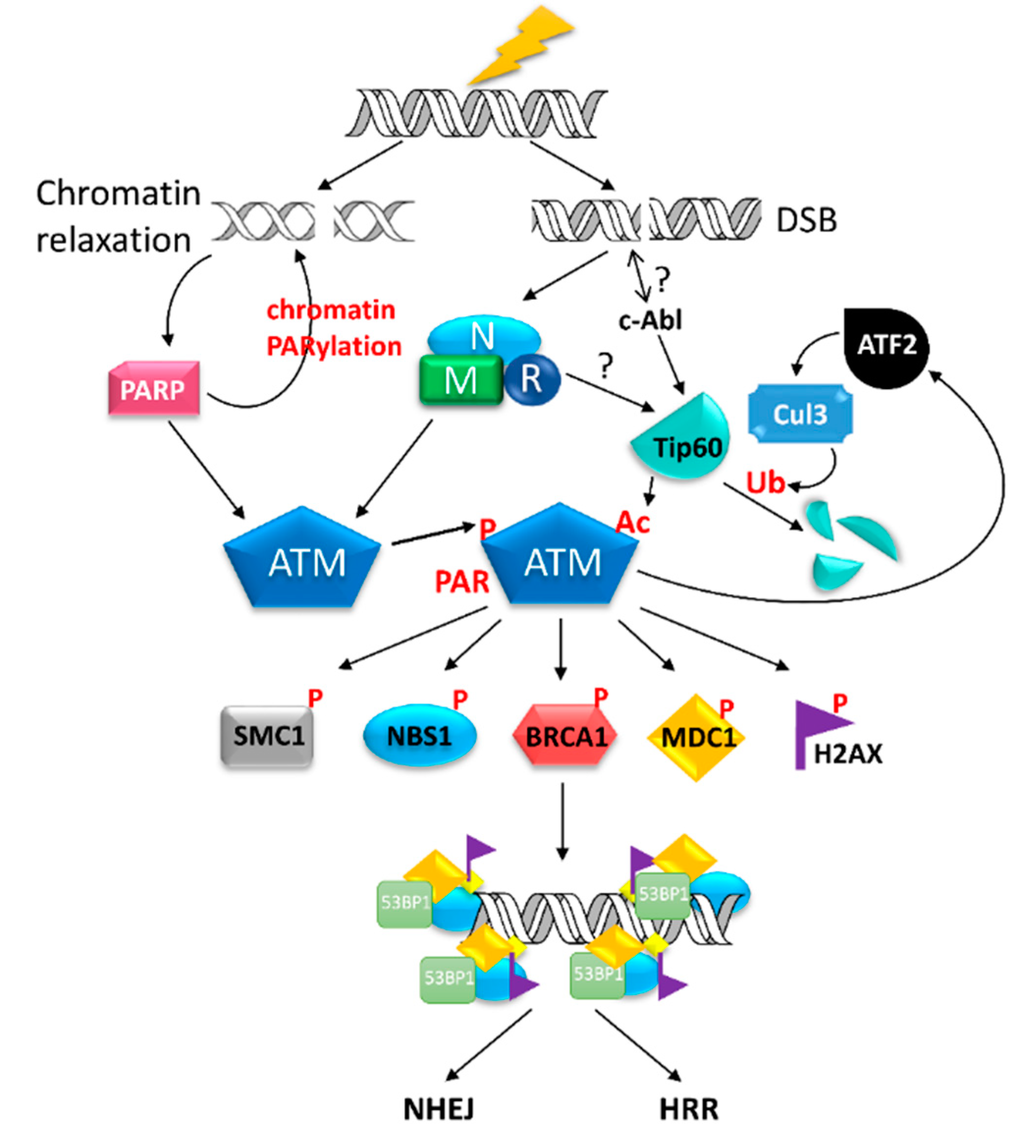 Chromatin
relaxation
DSB
?
chromatin
PARylation
c-Abl
N
M
R
?
ATF2
PARP
Cul3
Tip60
Ub
P
Ac
ATM
ATM
PAR
P
P
P
P
P
SMC1
NBS1
BRCA1
MDC1
H2AX
53BP1
53BP1
53BP1
53BP1
NHEJ
HRR